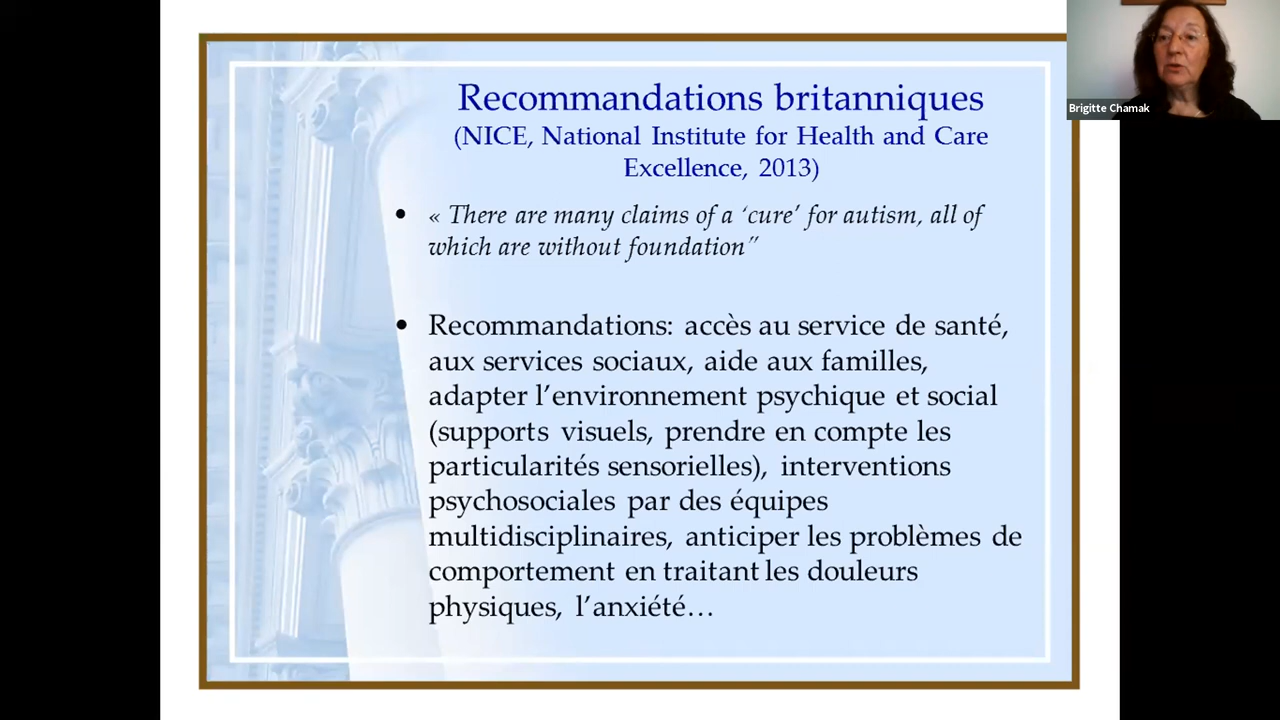 Recommandations britanniques
(NICE, National Institute for Health and Care
Excellence, 2013)
• « There are many claims of a ‘cure’ for autism, all of
which are without foundation”
• Recommandations: accès au service de santé,
aux services sociaux, aide aux familles,
adapter l’environnement psychique et social
(supports visuels, prendre en compte les
particularités sensorielles), interventions
psychosociales par des équipes
multidisciplinaires, anticiper les problèmes de
comportement en traitant les douleurs
physiques, l’anxiété…
Brigitte Chamak